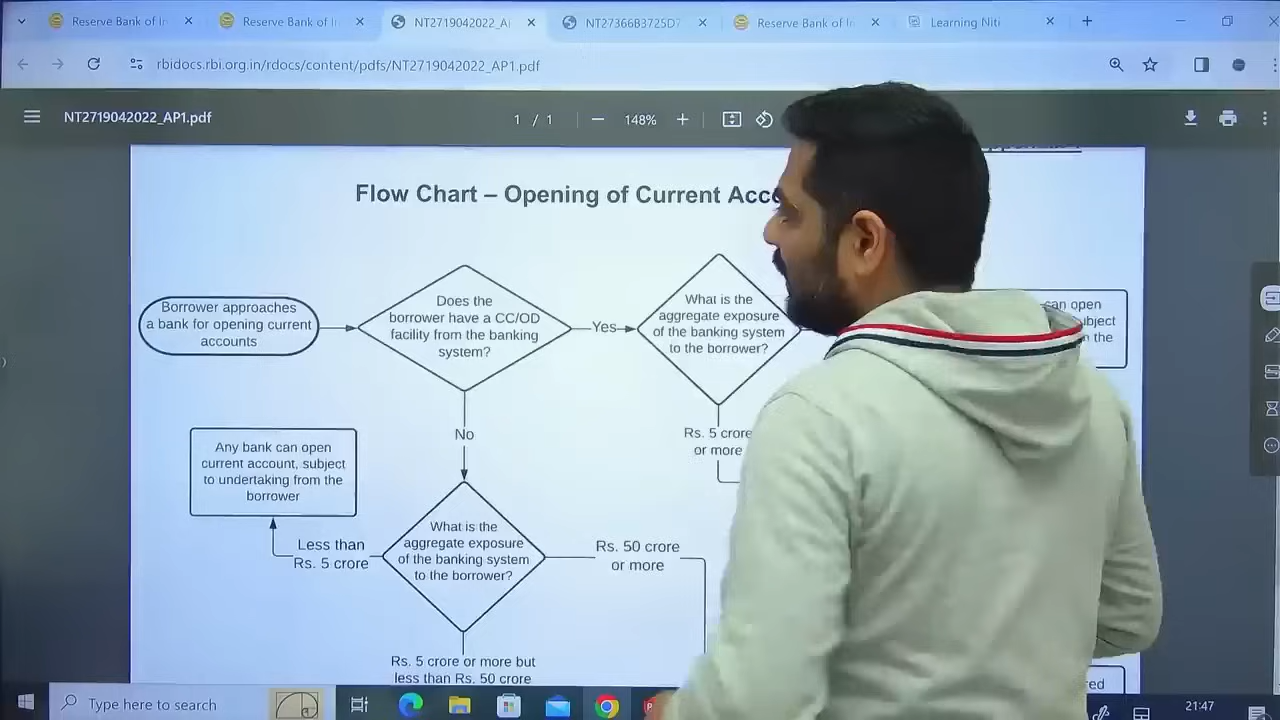 Reserve Bank of In
Reserve Bank of I
NT2719042022_A
NT27366B3725D7
Reserve Bank of In
Learning Niti
rbidocs.rbi.org.in/rdocs/content/pdfs/NT2719042022_AP1.pdf
NT2719042022_AP1.pdf
1 / 1
148%
Flow Chart – Opening of Current Acc
Borrower approaches
a bank for opening current
accounts
Does the
borrower have a CC/OD
facility from the banking
system?
Yes
What is the
aggregate exposure
of the banking system
to the borrower?
can open
ubject
the
No
Rs. 5 crore
or more
Any bank can open
current account, subject
to undertaking from the
borrower
Less than
Rs. 5 crore
What is the
aggregate exposure
of the banking system
to the borrower?
Rs. 50 crore
or more
Rs. 5 crore or more but
less than Rs. 50 crore
red
Type here to search
21:47